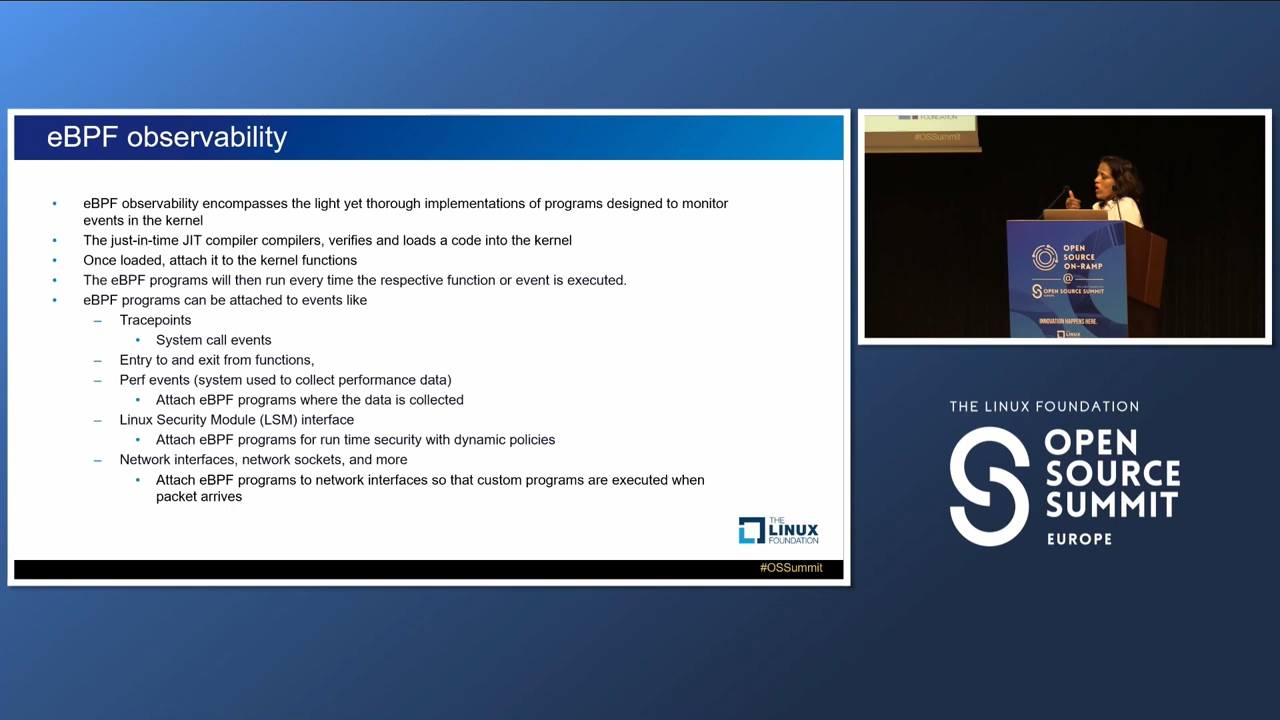 eBPF observability
• eBPF observability encompasses the light yet thorough implementations of programs designed to monitor
events in the kernel
• The just-in-time JIT compiler compilers, verifies and loads a code into the kernel
• Once loaded, attach it to the kernel functions
• The eBPF programs will then run every time the respective function or event is executed.
• eBPF programs can be attached to events like
– Tracepoints
• System call events
– Entry to and exit from functions,
– Perf events (system used to collect performance data)
• Attach eBPF programs where the data is collected
– Linux Security Module (LSM) interface
• Attach eBPF programs for run time security with dynamic policies
– Network interfaces, network sockets, and more
• Attach eBPF programs to network interfaces so that custom programs are executed when
packet arrives
THE
LINUX
FOUNDATION
#OSSummit
FOUNDATION
#OSSummit
OPEN
SOURCE
ON-RAMP
@
OPEN SOURCE SUMMIT
EUROPE
INNOVATION HAPPENS HERE.
LINUX
THE LINUX FOUNDATION
OPEN
SOURCE
SUMMIT
EUROPE